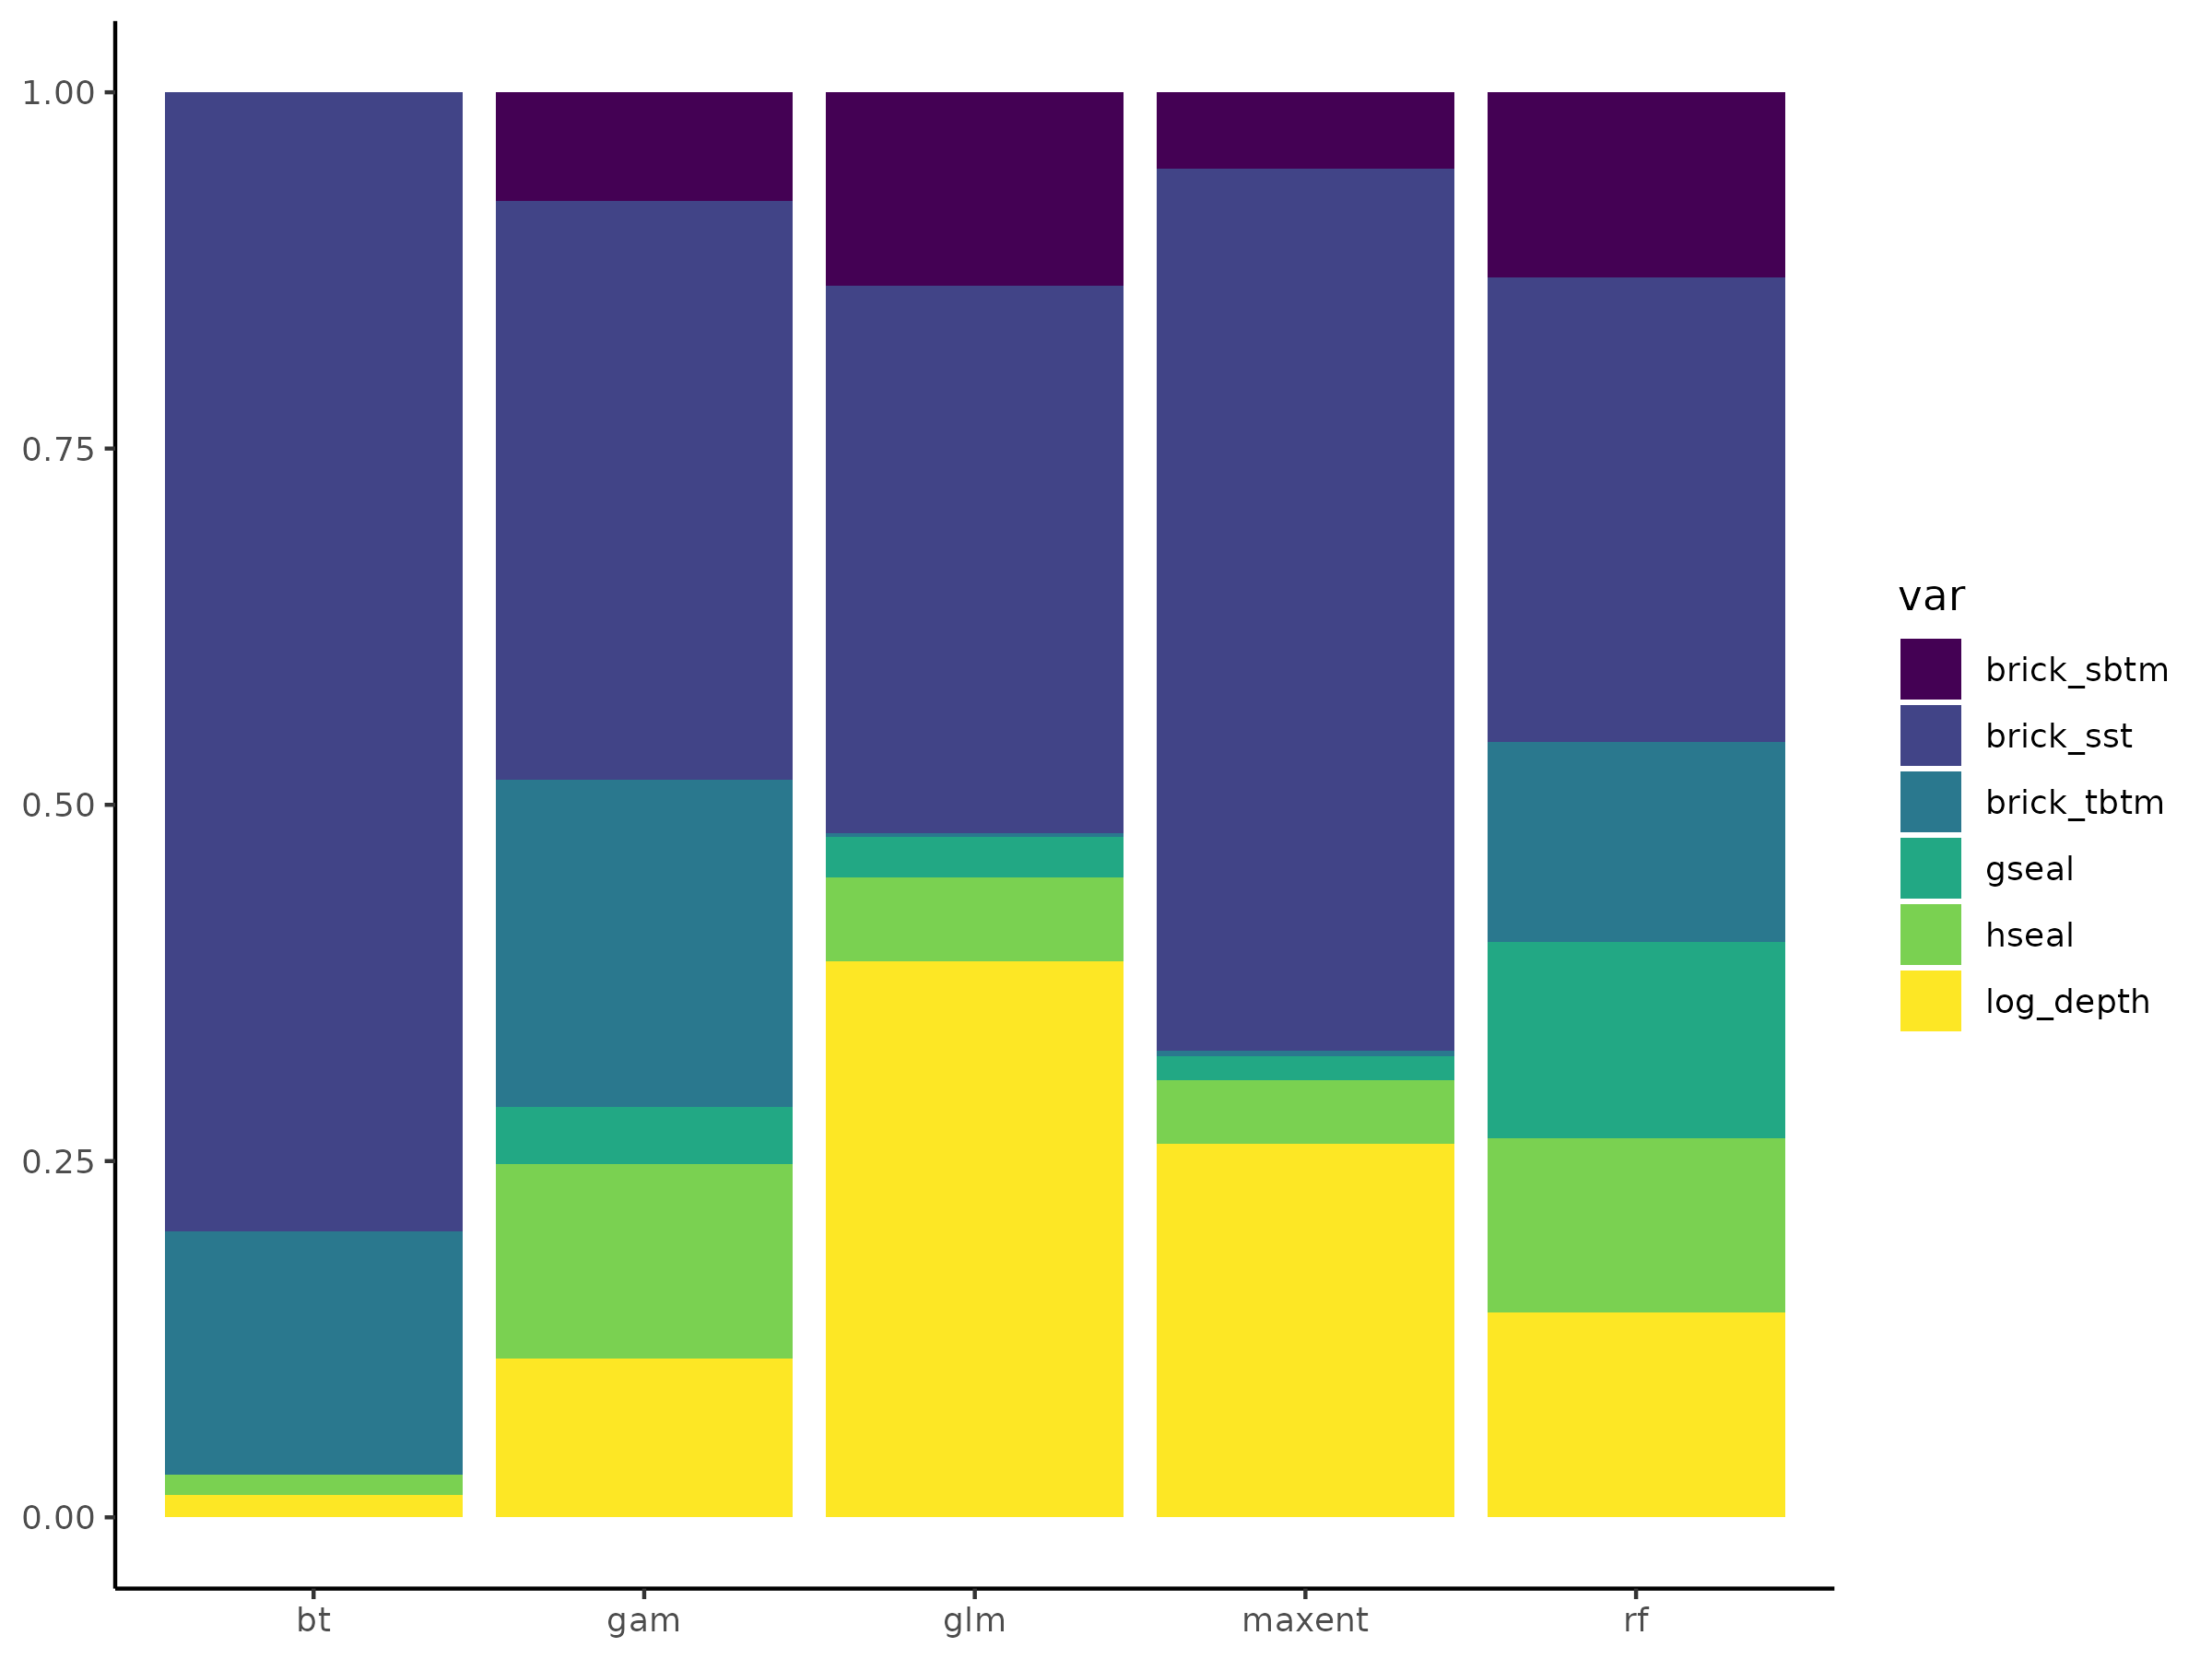 1.00
0.75
0.50
0.25
0.00
bt
gam
glm
maxent
rf
var
brick_sbtm
brick_sst
brick_tbtm
gseal
hseal
log_depth